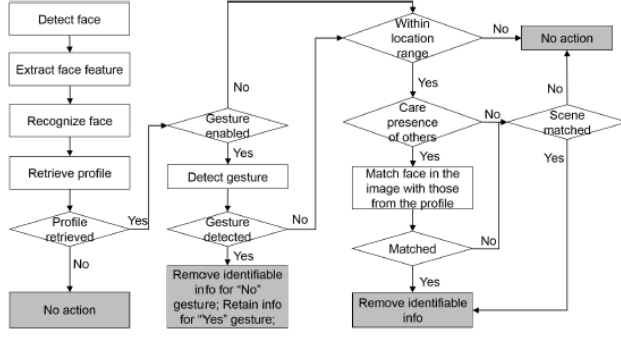 Detect face
Extract face feature
Recognize face
Retrieve profile
Profile
retrieved
Yes
No
No action
No
Gesture
enabled
Yes
Detect gesture
Gesture
detected
No
Yes
Remove identifiable
info for “No”
gesture; Retain info
for “Yes” gesture;
Within
location
range
No
No action
Yes
Care
presence
of others
No
Yes
Match face in the
image with those
from the profile
Matched
No
Yes
Remove identifiable
info
No
Scene
matched
Yes